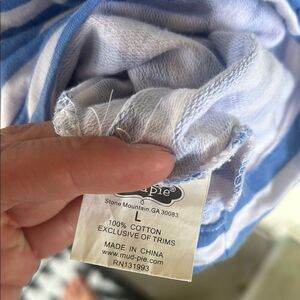 pie®
Stone Mountain, GA 30083
L
100% COTTON
EXCLUSIVE OF TRIMS
MADE IN CHINA
www.mud-pie.com
RN131993